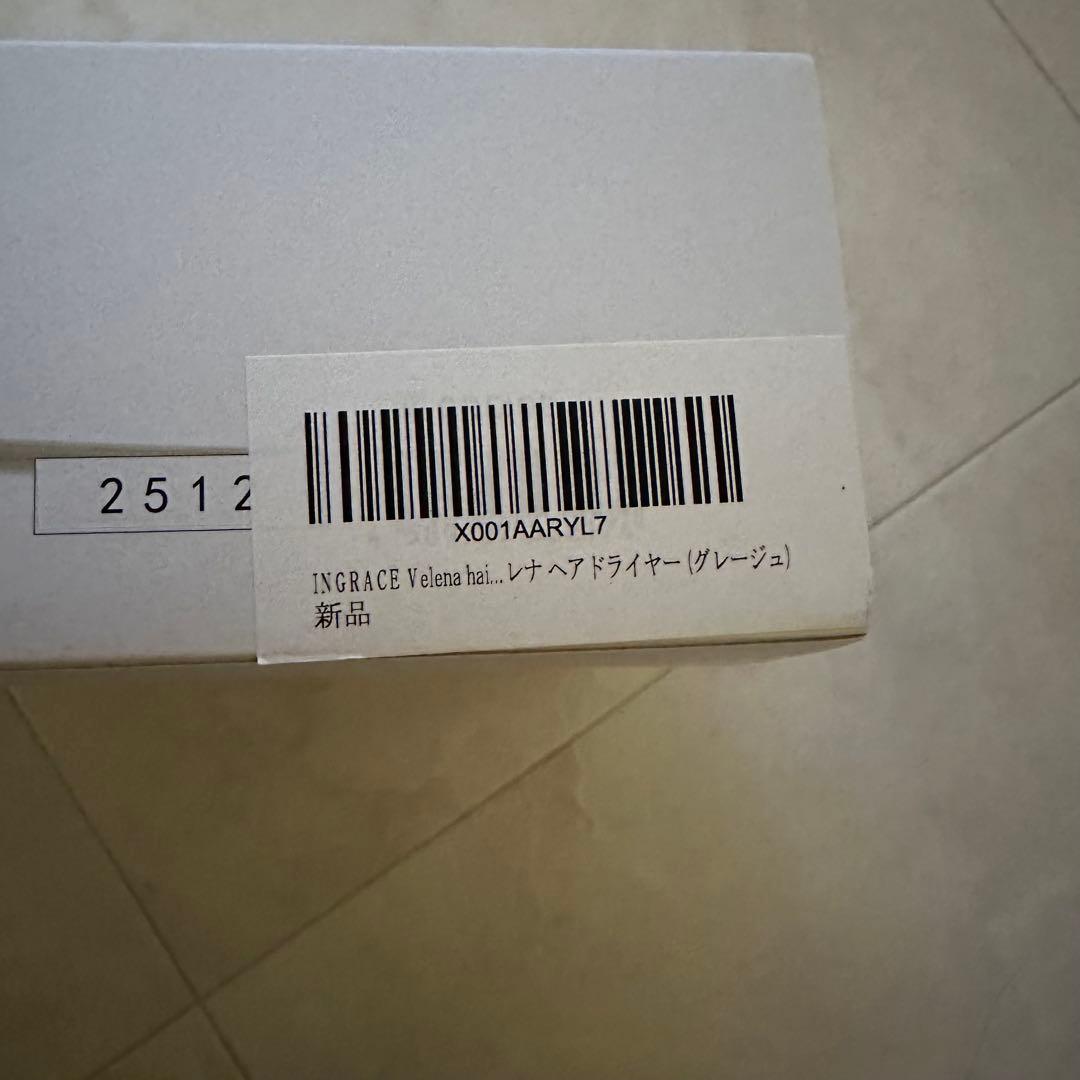 2512
X001AARYL7
INGRACE Velena hai...レナ ヘアドライヤー (グレージュ)
新品